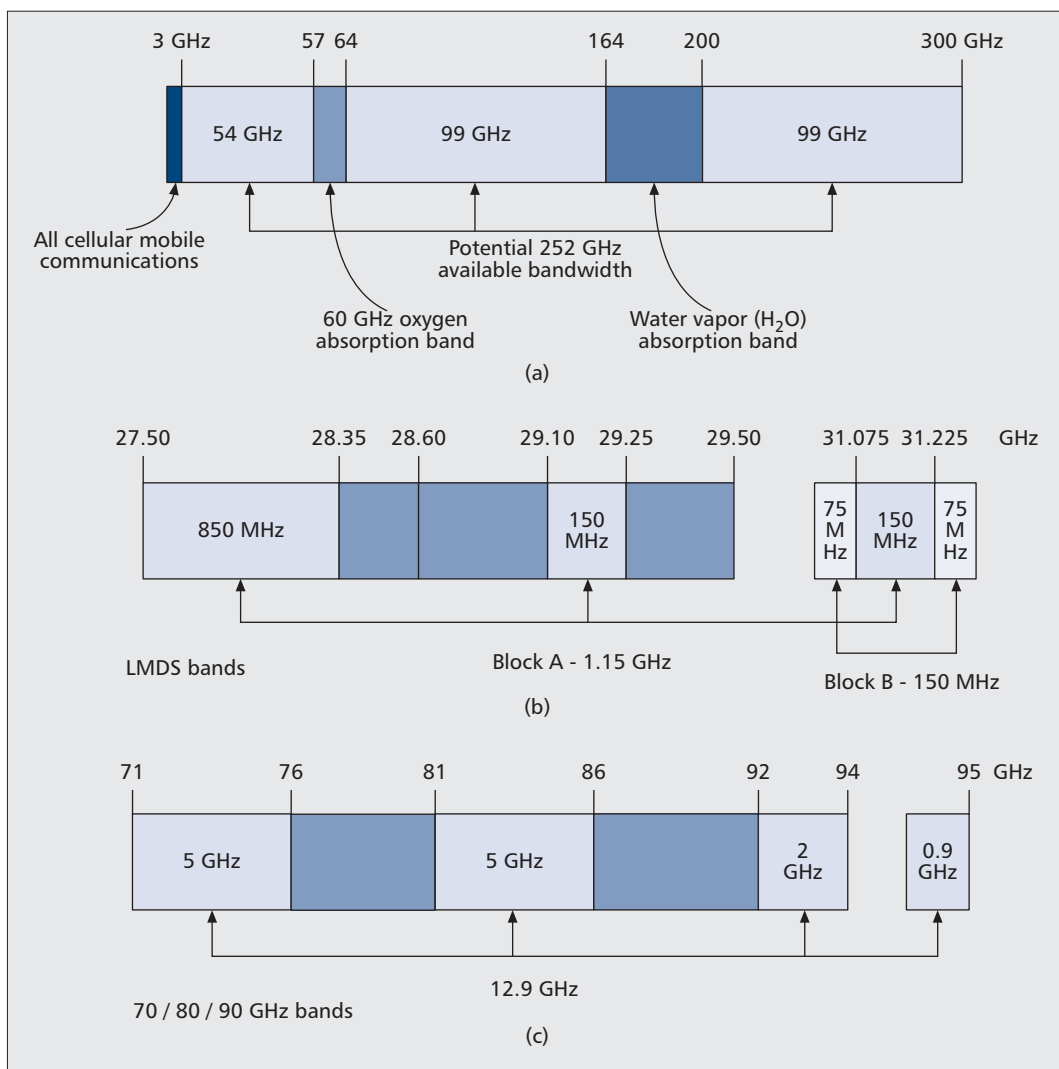 3 GHz 57 64 164 200 300 GHz
54 GHz 99 GHz 99 GHz
All cellular mobile
communications
Potential 252 GHz
available bandwidth
60 GHz oxygen
absorption band
Water vapor (H₂O)
absorption band
(a)
27.50 28.35 28.60 29.10 29.25 29.50 31.075 31.225 GHz
850 MHz
150
MHz
75
M
Hz
150
MHz
75
M
Hz
LMDS bands
Block A - 1.15 GHz
Block B - 150 MHz
(b)
71 76 81 86 92 94 95 GHz
5 GHz 5 GHz
2
GHz
0.9
GHz
12.9 GHz
70 / 80 / 90 GHz bands
(c)